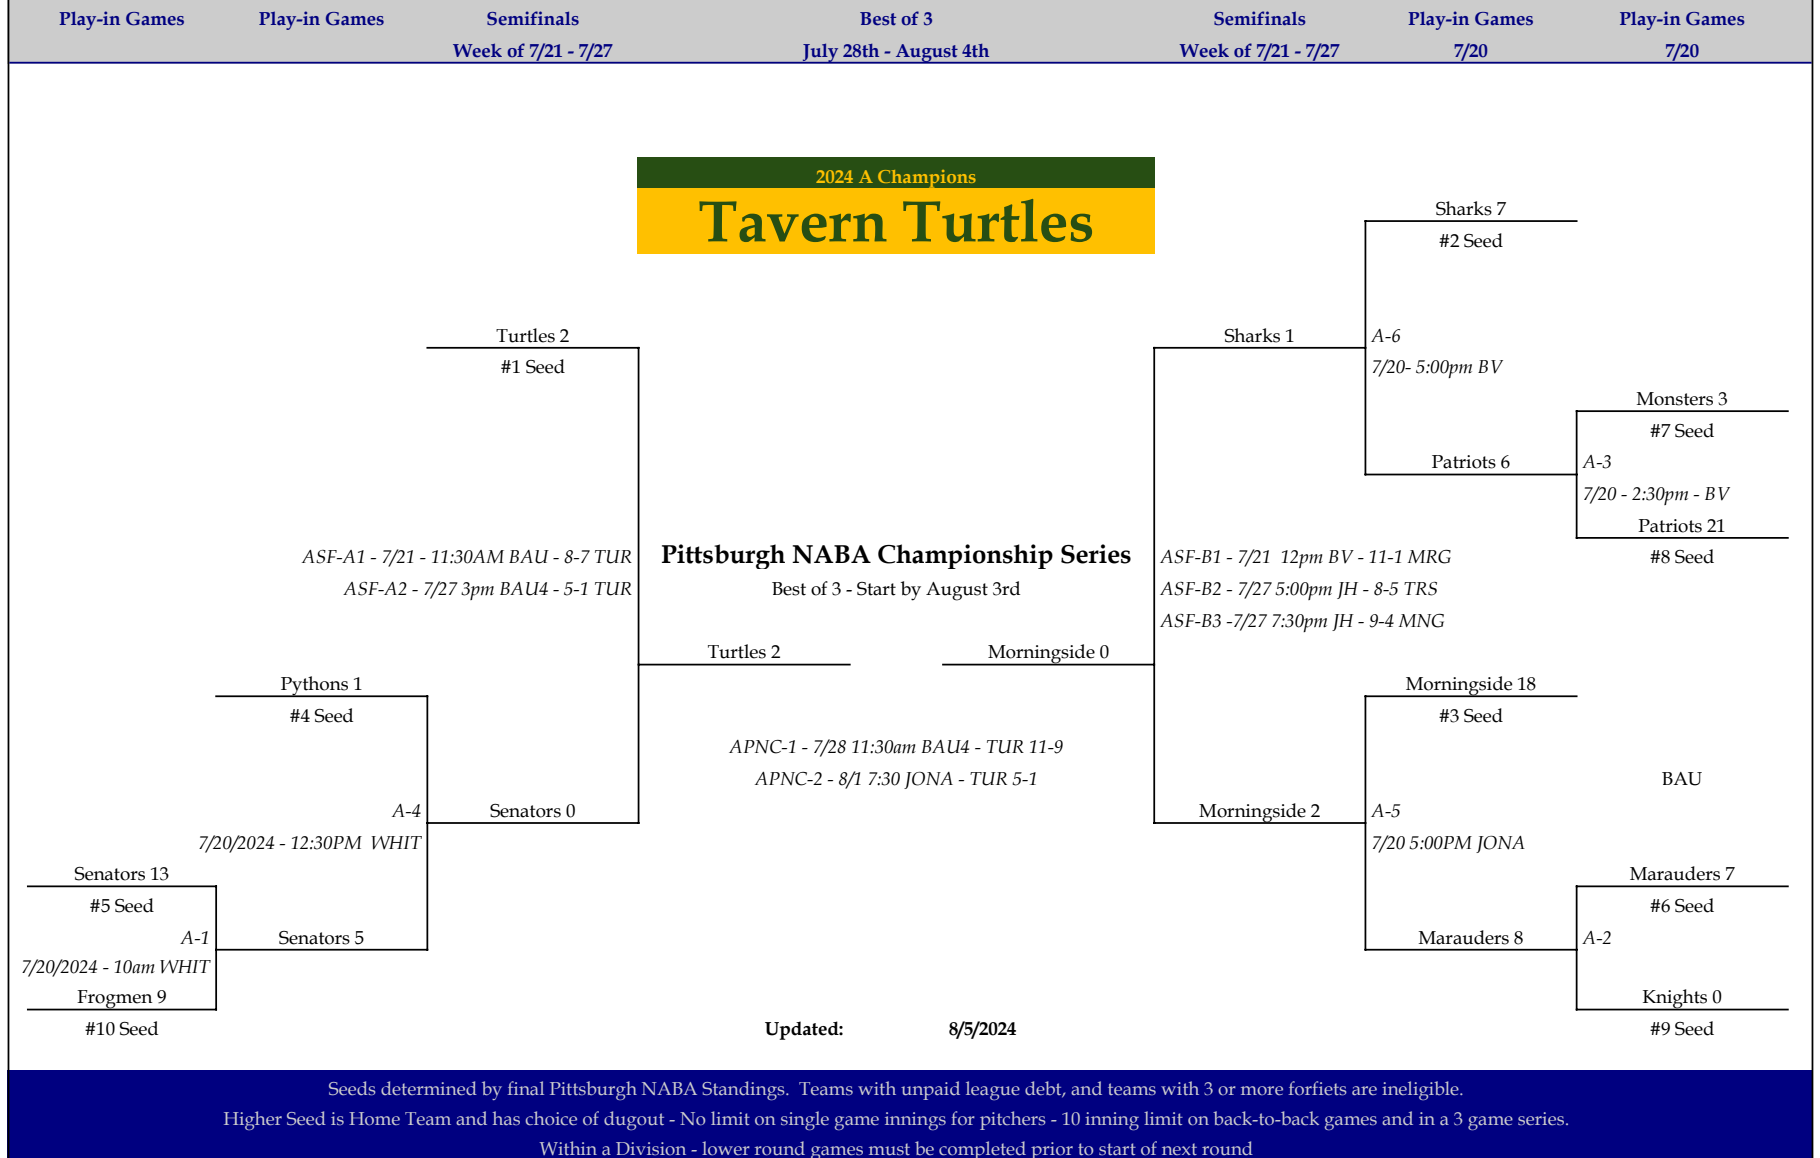 Play-in Games Play-in Games Semifinals Best of 3 Semifinals Play-in Games Play-in Games
Week of 7/21 - 7/27 July 28th - August 4th Week of 7/21 - 7/27 7/20 7/20
2024 A Champions
Tavern Turtles
Sharks 7
#2 Seed
Turtles 2
#1 Seed
Sharks 1
A-6
7/20- 5:00pm BV
Monsters 3
#7 Seed
Patriots 6
A-3
7/20 - 2:30pm - BV
Patriots 21
#8 Seed
ASF-A1 - 7/21 - 11:30AM BAU - 8-7 TUR
ASF-A2 - 7/27 3pm BAU4 - 5-1 TUR
Pittsburgh NABA Championship Series
Best of 3 - Start by August 3rd
ASF-B1 - 7/21 12pm BV - 11-1 MRG
ASF-B2 - 7/27 5:00pm JH - 8-5 TRS
ASF-B3 -7/27 7:30pm JH - 9-4 MNG
Turtles 2
Morningside 0
Pythons 1
#4 Seed
Morningside 18
#3 Seed
APNC-1 - 7/28 11:30am BAU4 - TUR 11-9
APNC-2 - 8/1 7:30 JONA - TUR 5-1
BAU
A-4
7/20/2024 - 12:30PM WHIT
Senators 0
Morningside 2
A-5
7/20 5:00PM JONA
Senators 13
#5 Seed
A-1
7/20/2024 - 10am WHIT
Senators 5
Frogmen 9
#10 Seed
Marauders 7
#6 Seed
Marauders 8
A-2
Knights 0
#9 Seed
Updated: 8/5/2024
Seeds determined by final Pittsburgh NABA Standings. Teams with unpaid league debt, and teams with 3 or more forfiets are ineligible.
Higher Seed is Home Team and has choice of dugout - No limit on single game innings for pitchers - 10 inning limit on back-to-back games and in a 3 game series.
Within a Division - lower round games must be completed prior to start of next round